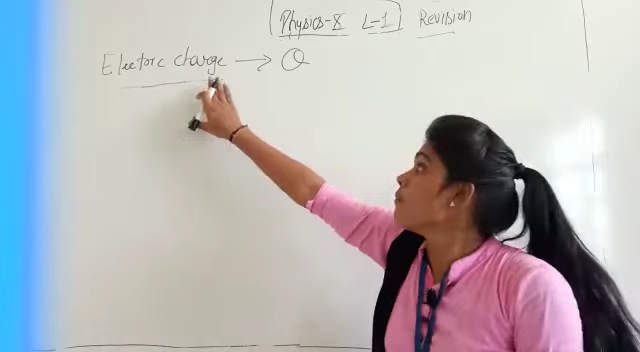 (Physics-X L-1) Revision
Electric charge → Q